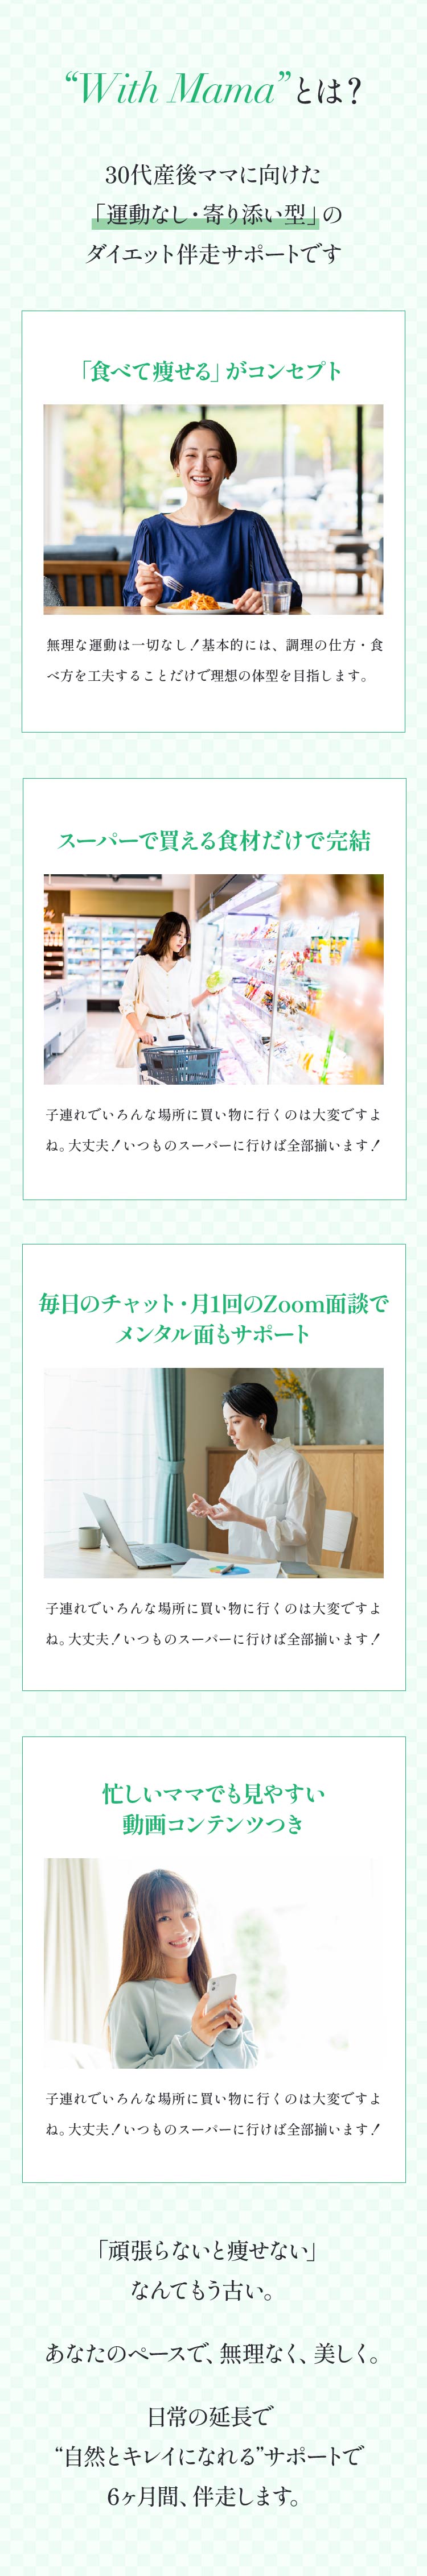 “With Mama”とは？
30代産後ママに向けた
「運動なし・寄り添い型」の
ダイエット伴走サポートです
「食べて痩せる」がコンセプト
無理な運動は一切なし！基本的には、調理の仕方・食
べ方を工夫することだけで理想の体型を目指します。
スーパーで買える食材だけで完結
子連れでいろんな場所に買い物に行くのは大変ですよ
ね。大丈夫！いつものスーパーに行けば全部揃います！
毎日のチャット・月1回のZoom面談で
メンタル面もサポート
子連れでいろんな場所に買い物に行くのは大変ですよ
ね。大丈夫！いつものスーパーに行けば全部揃います！
忙しいママでも見やすい
動画コンテンツつき
子連れでいろんな場所に買い物に行くのは大変ですよ
ね。大丈夫！いつものスーパーに行けば全部揃います！
「頑張らないと痩せない」
なんてもう古い。
あなたのペースで、無理なく、美しく。
日常の延長で
“自然とキレイになれる”サポートで
6ヶ月間、伴走します。